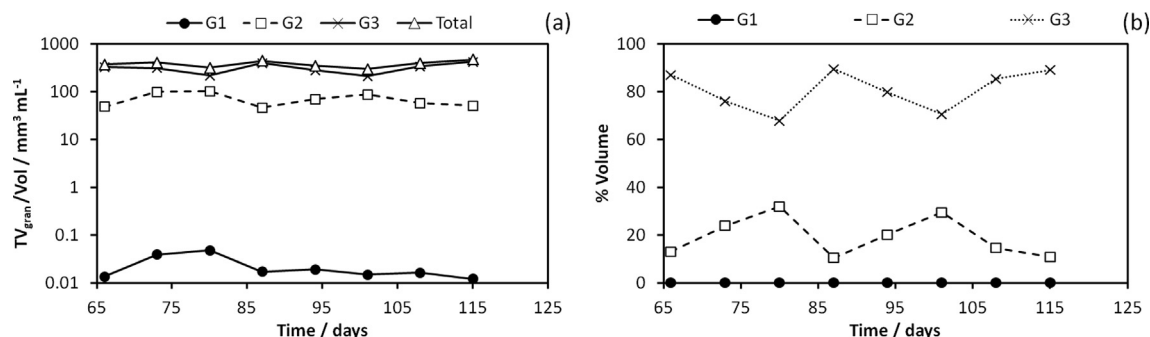 G1 G2 G3 Total (a)
1000
100
10
1
0.1
0.01
TVgran /Vol / mm³ mL⁻¹
65 75 85 95 105 115 125
Time / days
G1 G2 G3 (b)
100
80
60
40
20
0
% Volume
65 75 85 95 105 115 125
Time / days